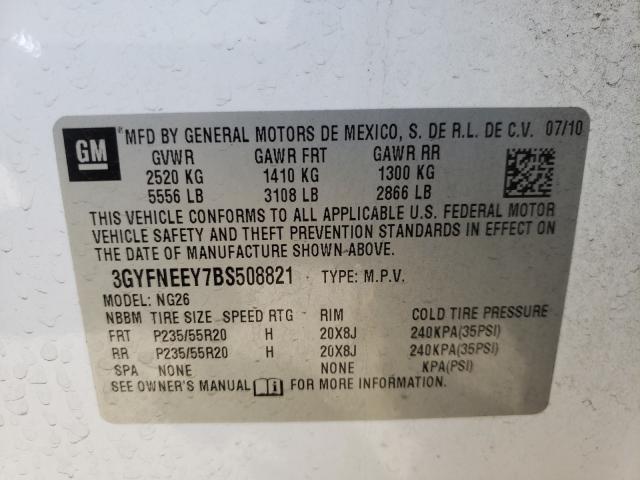 GM
MFD BY GENERAL MOTORS DE MEXICO, S. DE R.L. DE C.V. 07/10
GVWR GAWR FRT GAWR RR
2520 KG 1410 KG 1300 KG
5556 LB 3108 LB 2866 LB
THIS VEHICLE CONFORMS TO ALL APPLICABLE U.S. FEDERAL MOTOR
VEHICLE SAFETY AND THEFT PREVENTION STANDARDS IN EFFECT ON
THE DATE OF MANUFACTURE SHOWN ABOVE.
3GYFNEEY7BS508821 TYPE: M.P.V.
MODEL: NG26
NBBM TIRE SIZE SPEED RTG RIM COLD TIRE PRESSURE
FRT P235/55R20 H 20X8J 240KPA(35PSI)
RR P235/55R20 H 20X8J 240KPA(35PSI)
SPA NONE NONE KPA(PSI)
SEE OWNER'S MANUAL FOR MORE INFORMATION.